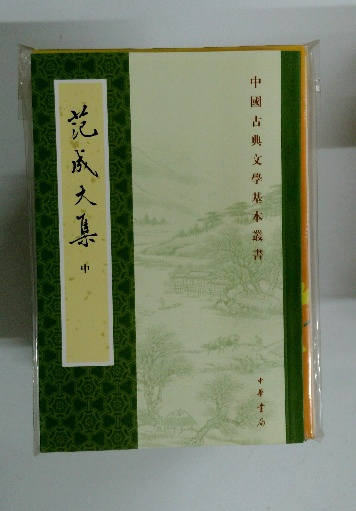 中國古典文學基本叢書
范成大集
中
中華書局